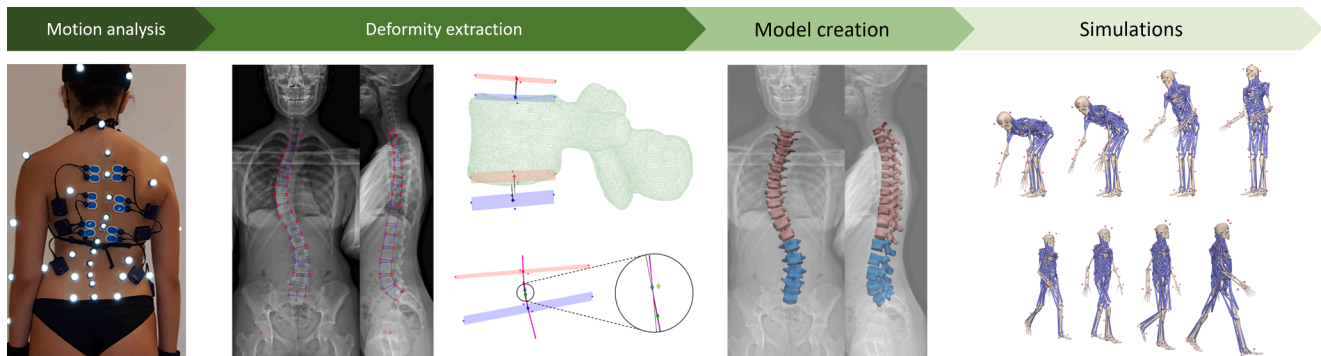 Motion analysis
Deformity extraction
Model creation
Simulations